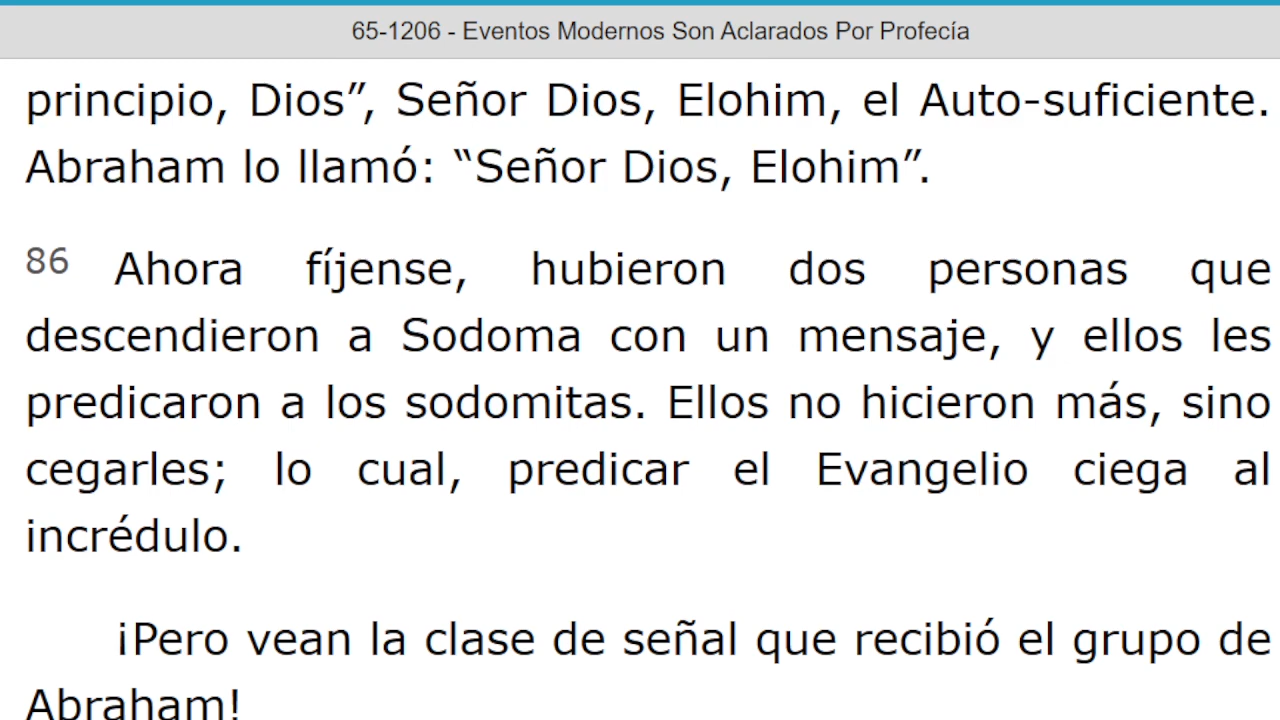 65-1206 - Eventos Modernos Son Aclarados Por Profecía
principio, Dios”, Señor Dios, Elohim, el Auto-suficiente.
Abraham lo llamó: “Señor Dios, Elohim”.
86 Ahora fíjense, hubieron dos personas que
descendieron a Sodoma con un mensaje, y ellos les
predicaron a los sodomitas. Ellos no hicieron más, sino
cegarles; lo cual, predicar el Evangelio ciega al
incrédulo.
¡Pero vean la clase de señal que recibió el grupo de
Abraham!